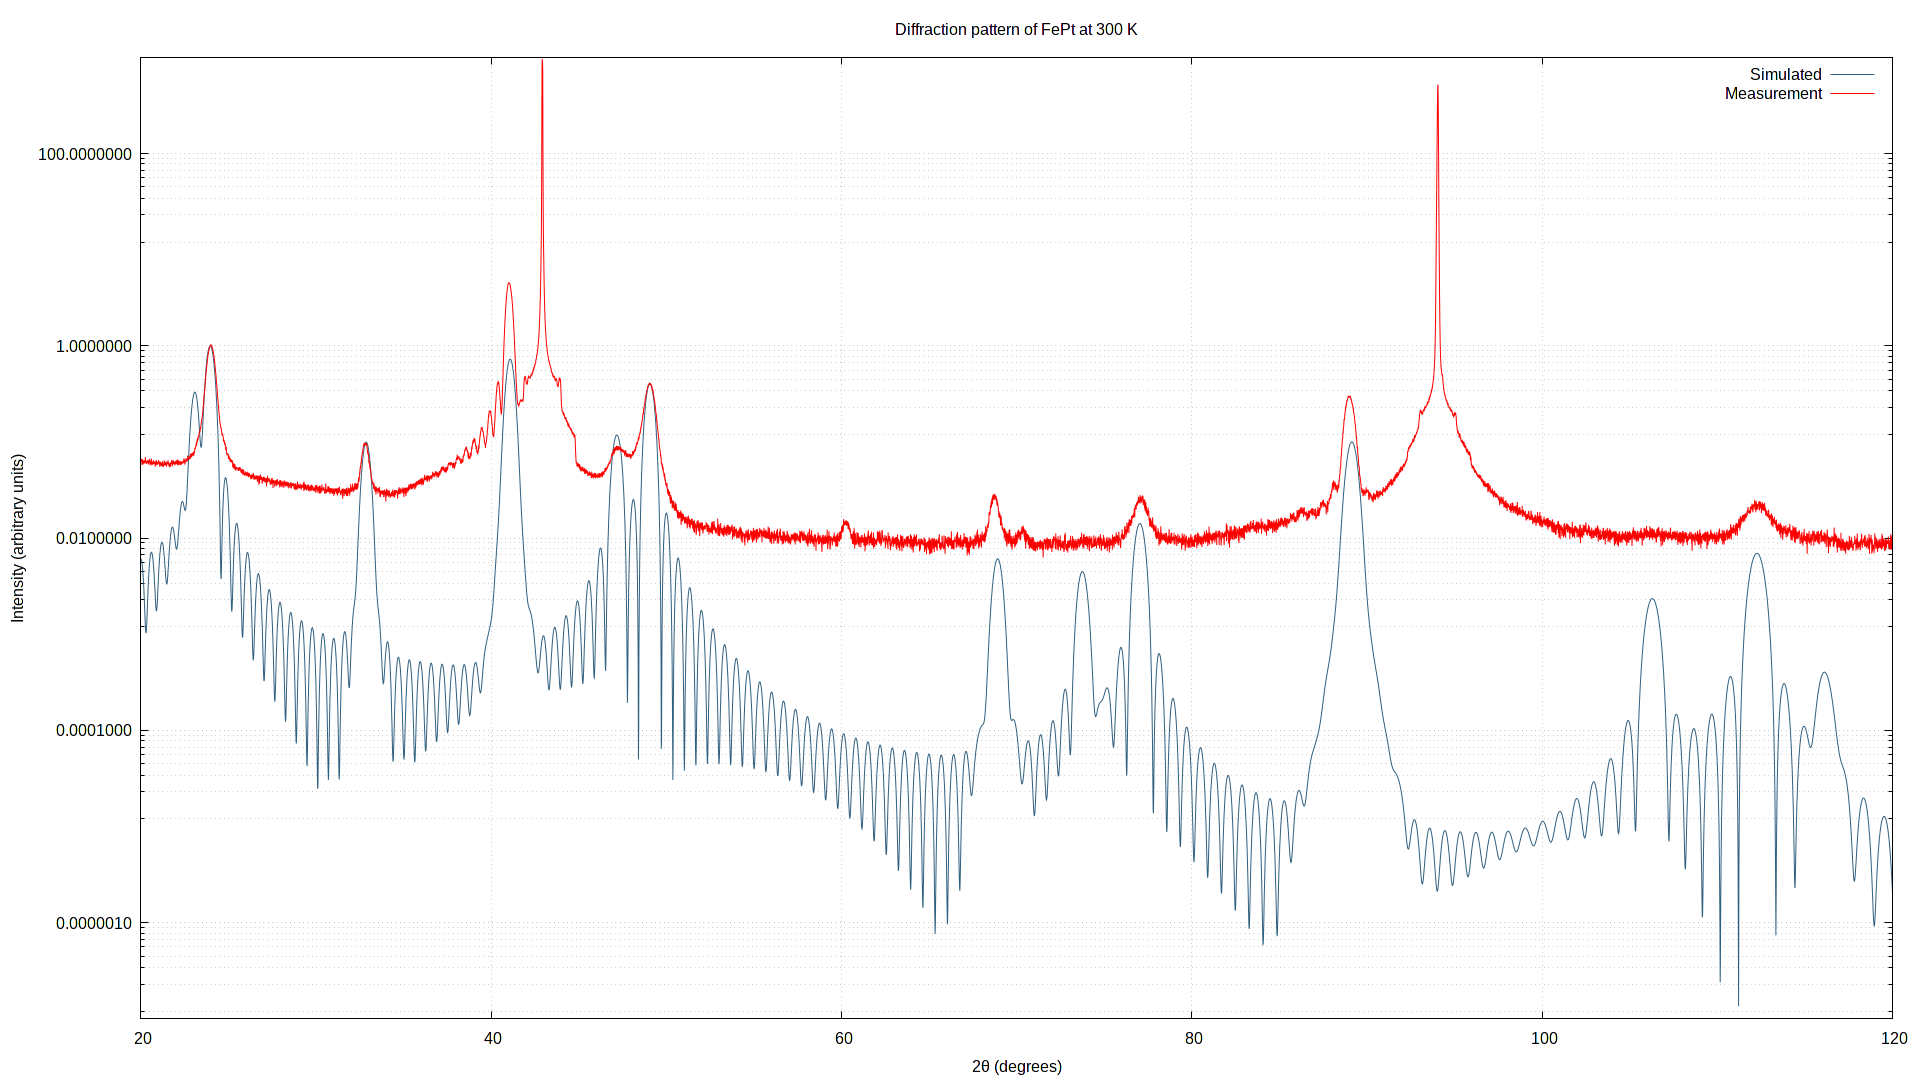 Diffraction pattern of FePt at 300 K
Simulated
Measurement
100.0000000
1.0000000
0.0100000
0.0001000
0.0000010
Intensity (arbitrary units)
20
40
60
80
100
120
2θ (degrees)